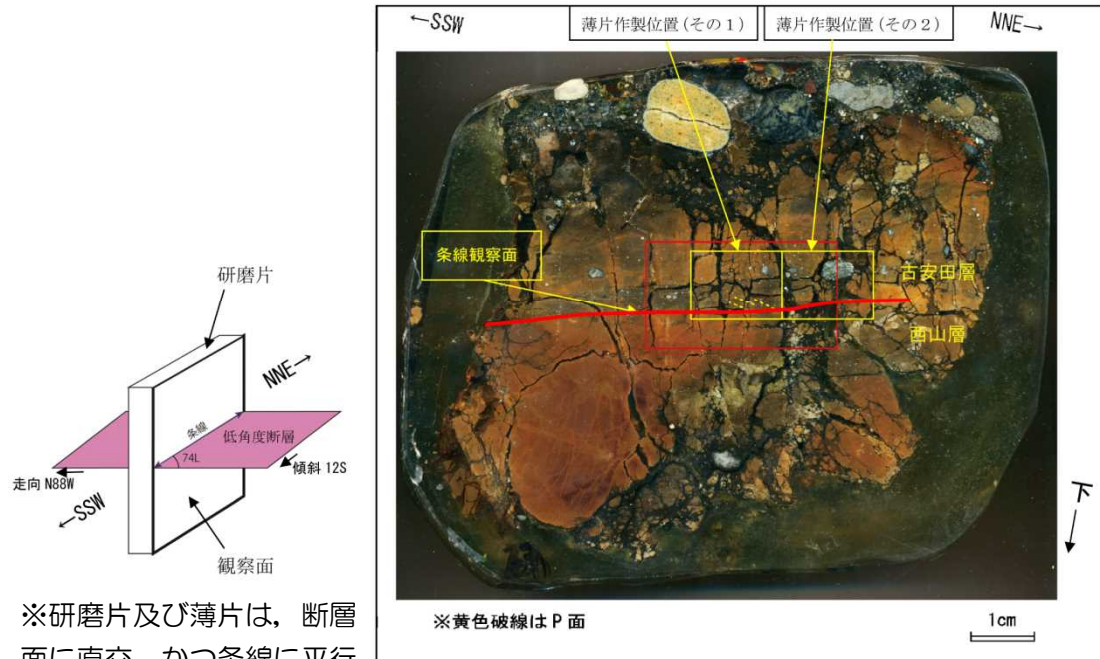 ←SSW
薄片作製位置(その1)
薄片作製位置(その2)
NNE→
条線観察面
古安田層
西山層
研磨片
NNE→
条線
低角度断層
74L
走向 N88W
傾斜 12S
←SSW
観察面
下
※黄色破線はP面
1cm
※研磨片及び薄片は，断層
面に直交，かつ条線に平行